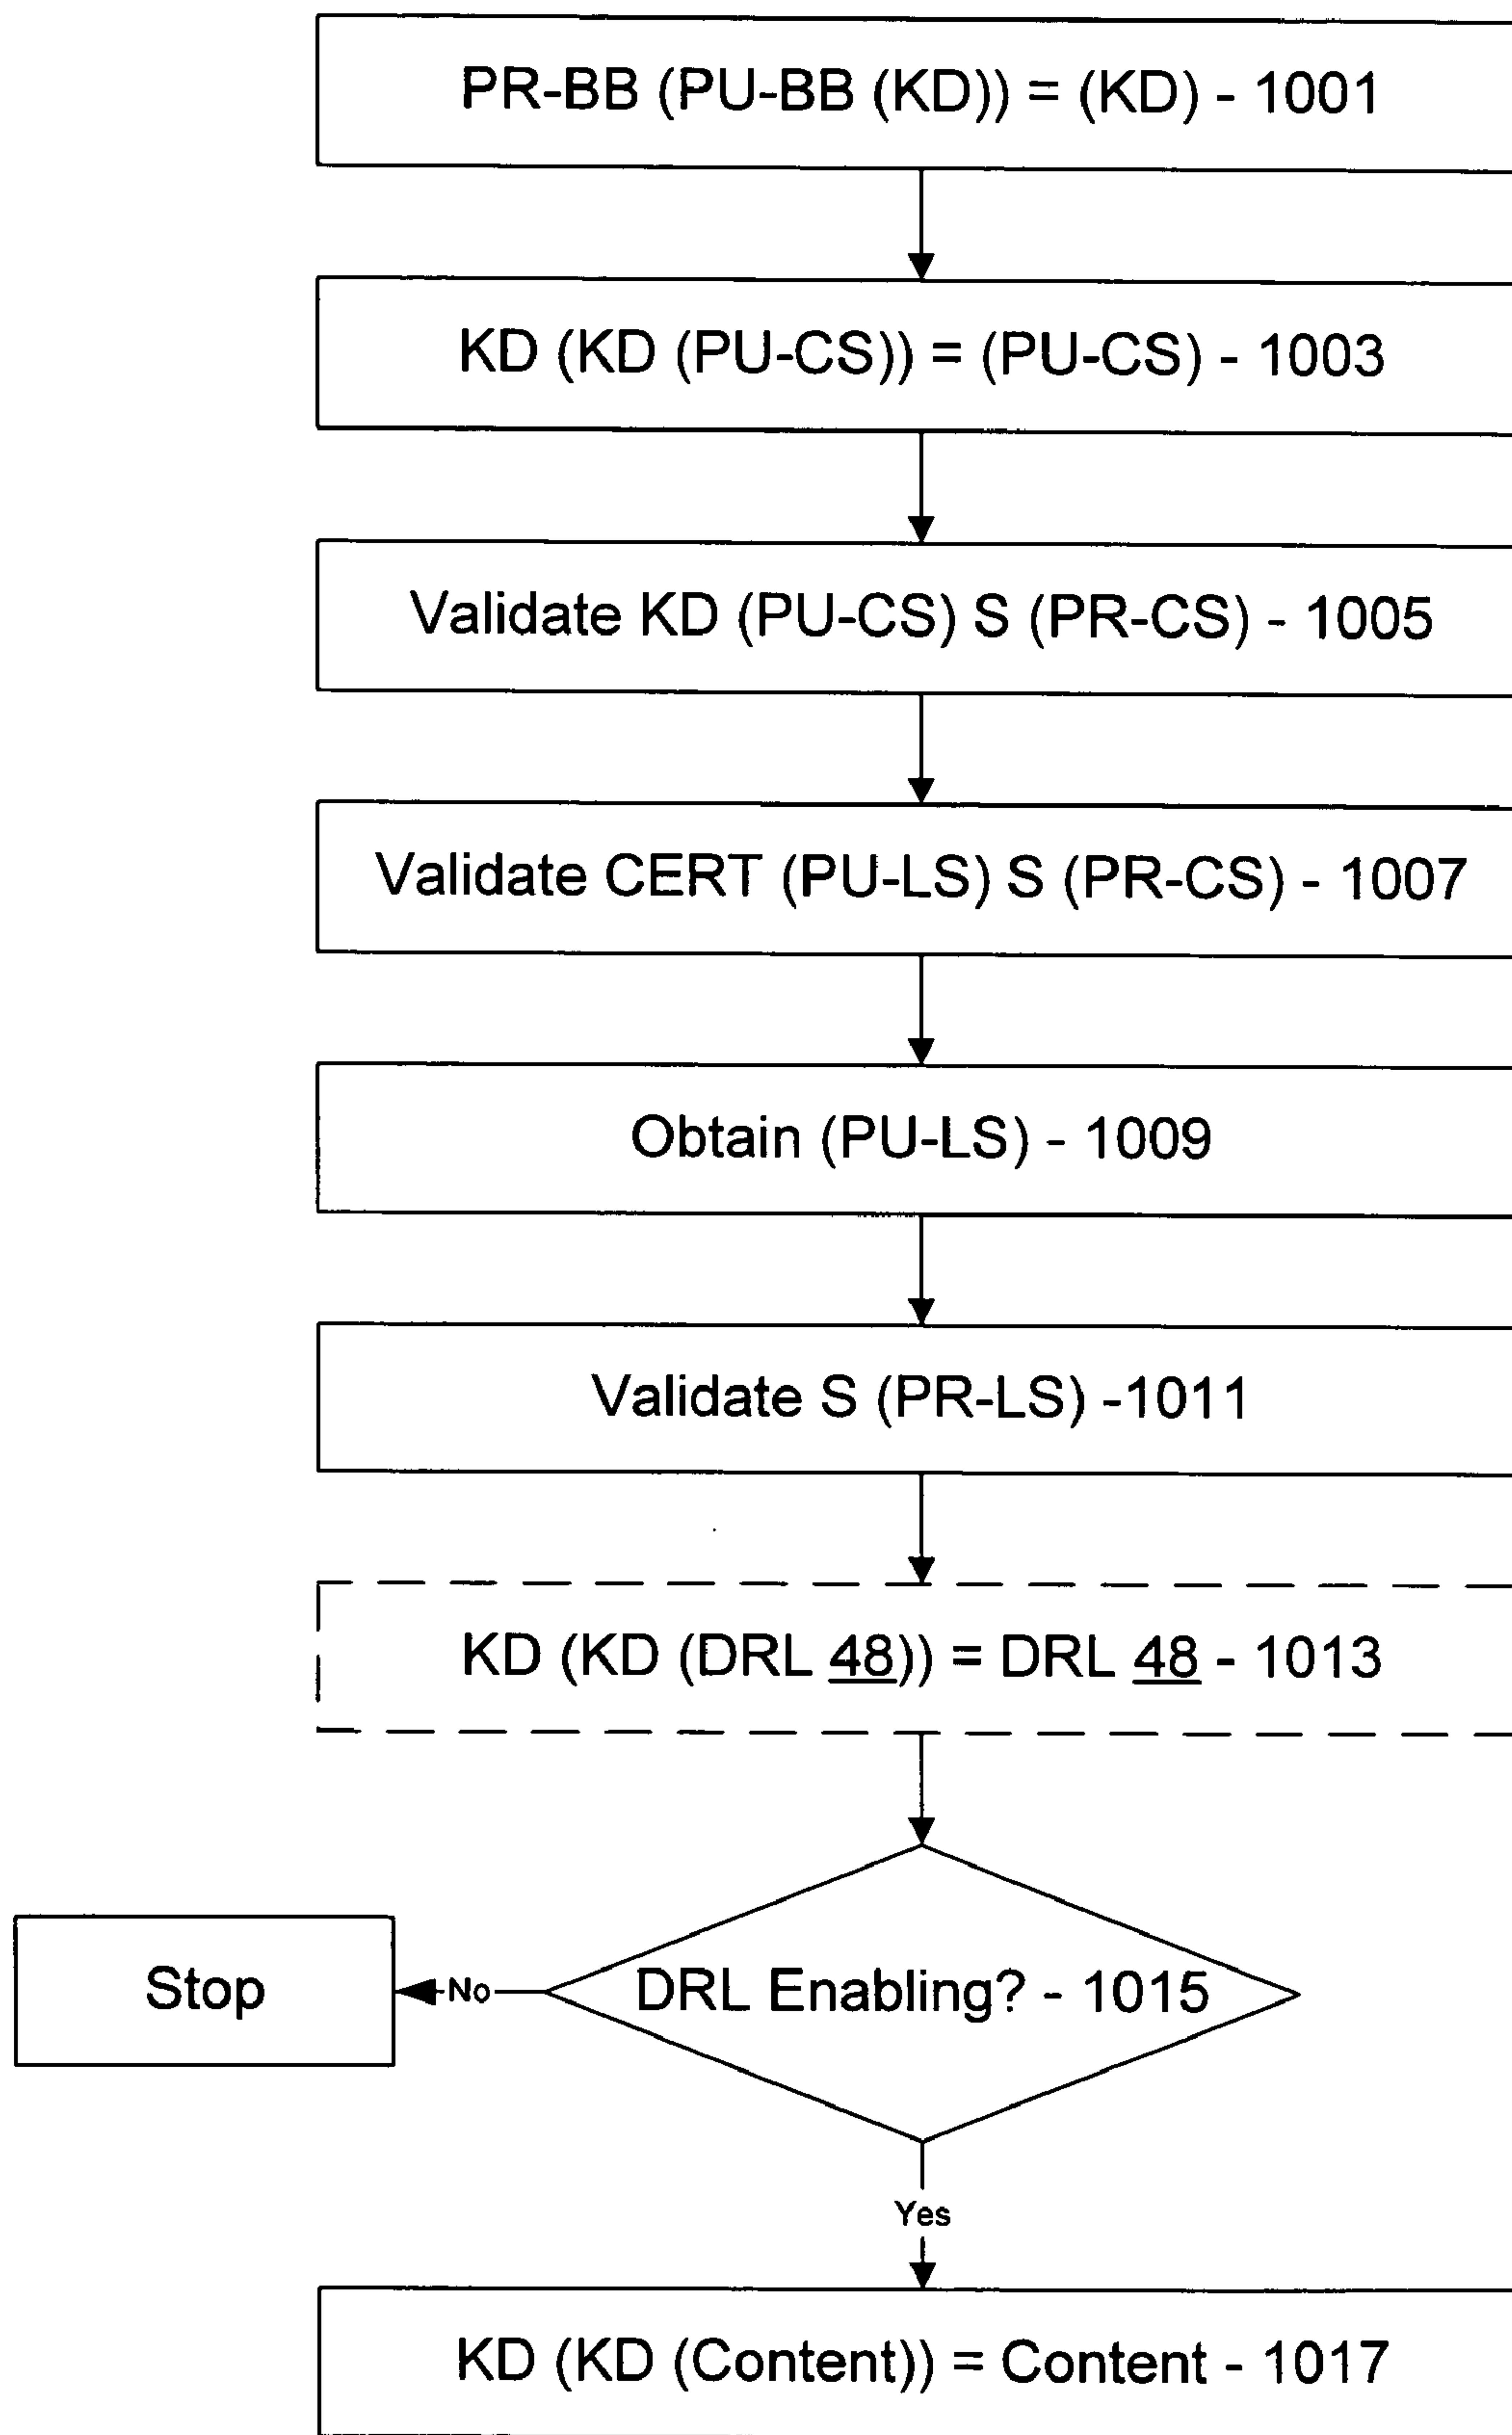 PR-BB (PU-BB (KD)) = (KD) - 1001
KD (KD (PU-CS)) = (PU-CS) - 1003
Validate KD (PU-CS) S (PR-CS) - 1005
Validate CERT (PU-LS) S (PR-CS) - 1007
Obtain (PU-LS) - 1009
Validate S (PR-LS) -1011
KD (KD (DRL 48)) = DRL 48 - 1013
DRL Enabling? - 1015
No
Stop
Yes
KD (KD (Content)) = Content - 1017